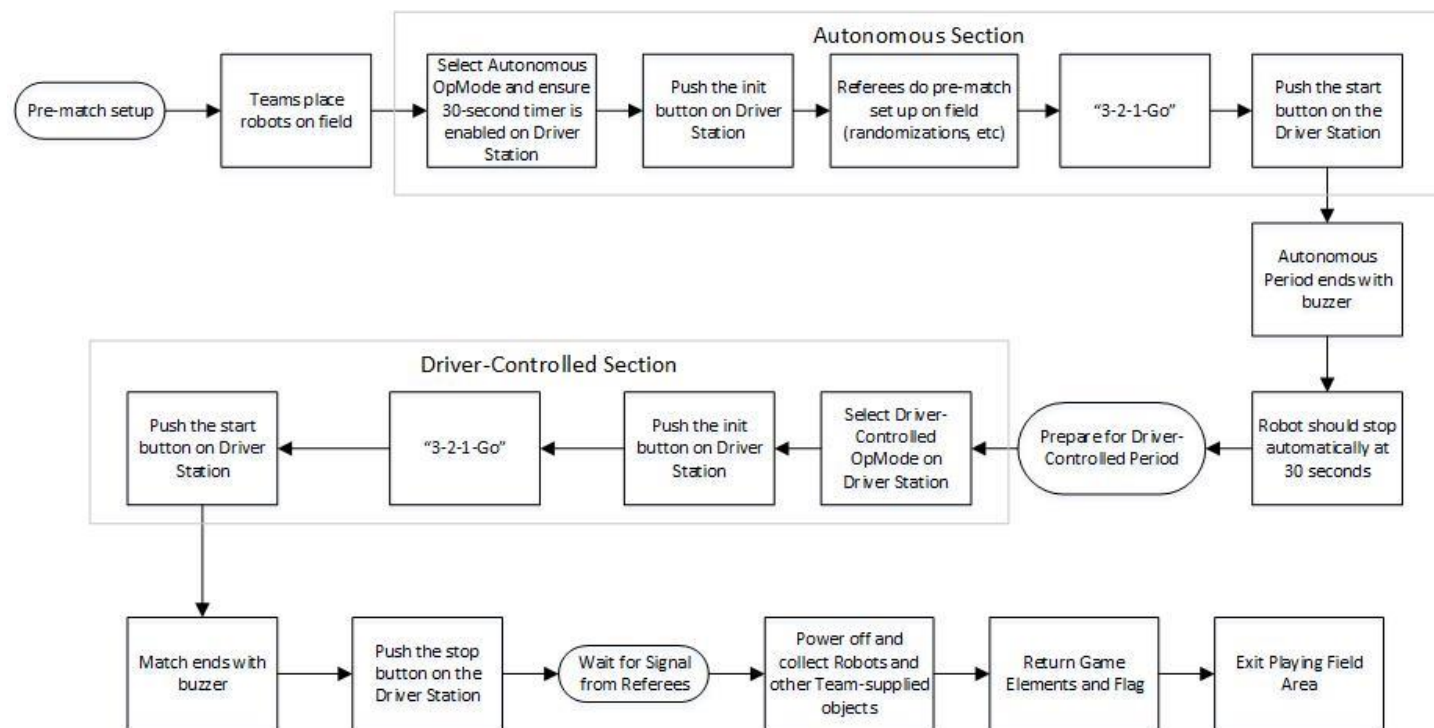 Autonomous Section
Pre-match setup
Teams place
robots on field
Select Autonomous
OpMode and ensure
30-second timer is
enabled on Driver
Station
Push the init
button on Driver
Station
Referees do pre-match
set up on field
(randomizations, etc)
“3-2-1-Go”
Push the start
button on the
Driver Station
Autonomous
Period ends with
buzzer
Robot should stop
automatically at
30 seconds
Prepare for Driver-
Controlled Period
Driver-Controlled Section
Select Driver-
Controlled
OpMode on
Driver Station
Push the init
button on Driver
Station
“3-2-1-Go”
Push the start
button on Driver
Station
Match ends with
buzzer
Push the stop
button on the
Driver Station
Wait for Signal
from Referees
Power off and
collect Robots and
other Team-supplied
objects
Return Game
Elements and Flag
Exit Playing Field
Area